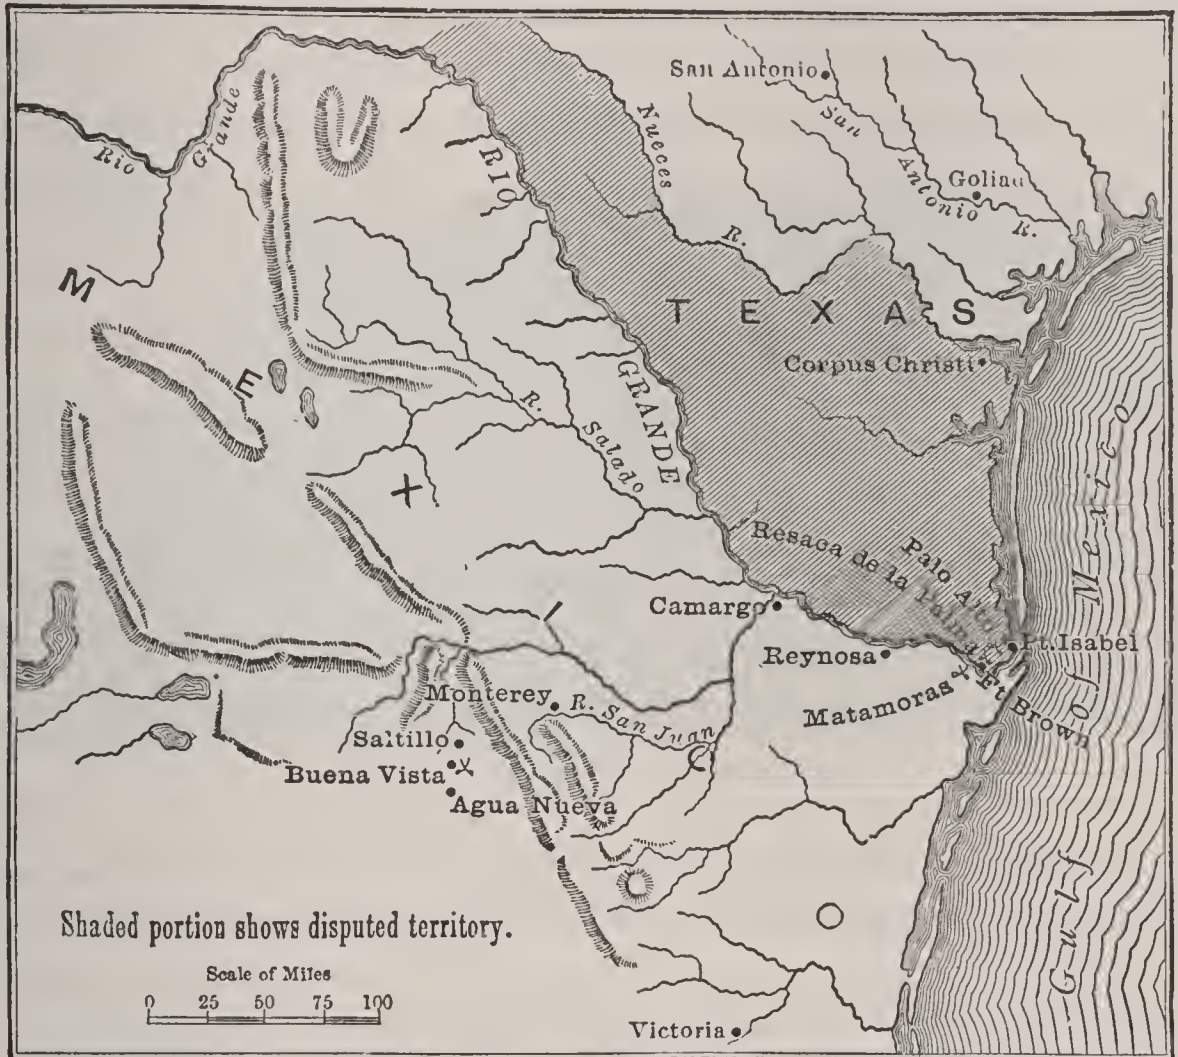 San Antonio
San Antonio R.
Goliad
Nueces R.
Rio Grande
RIO GRANDE
TEXAS
MEXICO
Corpus Christi
R. Salado
Gulf of Mexico
Resaca de la Palma
Palo Alto
Camargo
Reynosa
Pt. Isabel
Matamoras
Ft Brown
Monterey
R. San Juan
Saltillo
Buena Vista
Agua Nueva
Shaded portion shows disputed territory.
Scale of Miles
0 25 50 75 100
Victoria